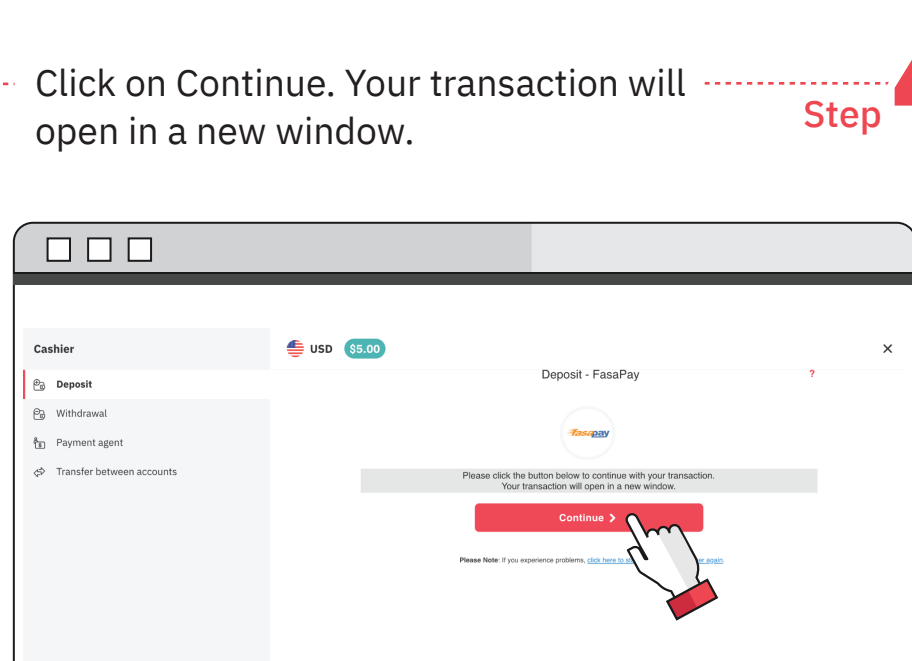 Click on Continue. Your transaction will
open in a new window.
Step
Cashier
USD $5.00
Deposit - FasaPay ?
Deposit
Withdrawal
Payment agent
Transfer between accounts
fasapay
Please click the button below to continue with your transaction.
Your transaction will open in a new window.
Continue
Please Note: If you experience problems, click here to again.